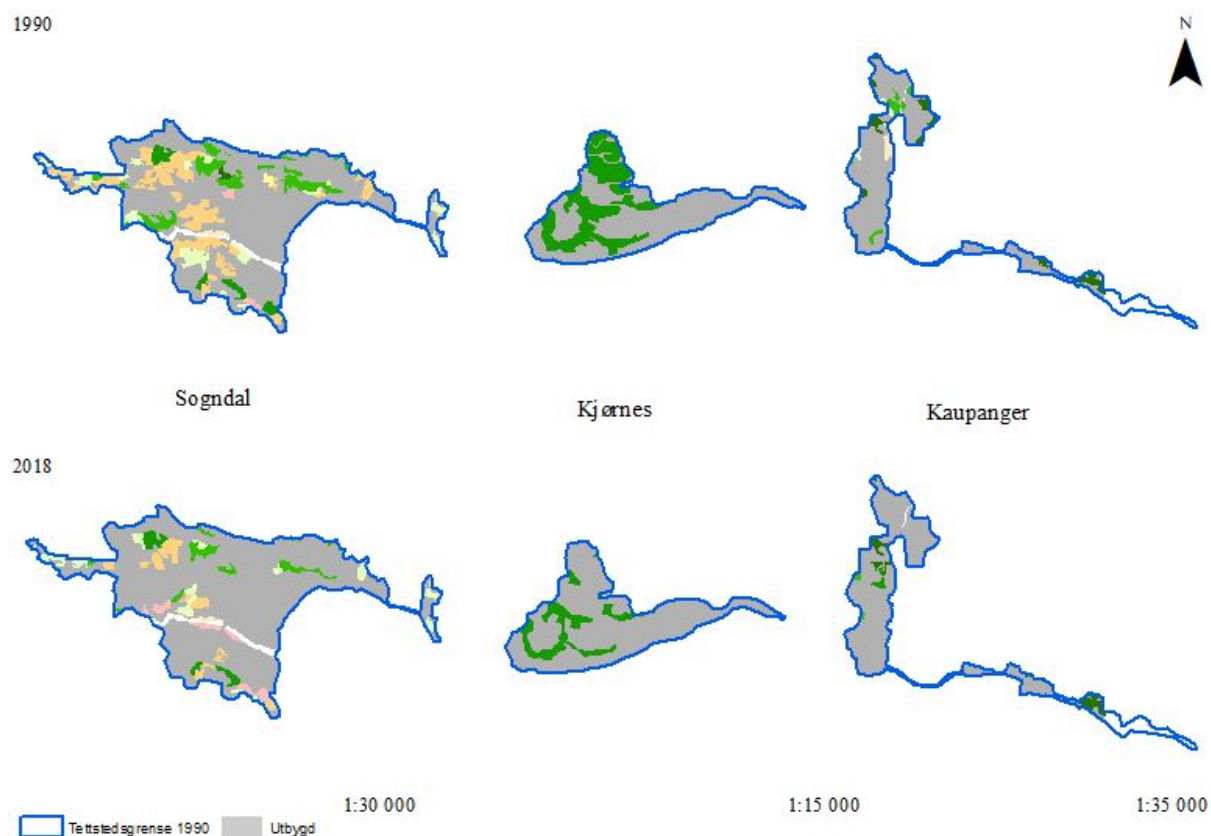 1990
N
Sogndal
Kjørnes
Kaupanger
2018
1:30 000
1:15 000
1:35 000
Tettstedsgrense 1990
Utbygd